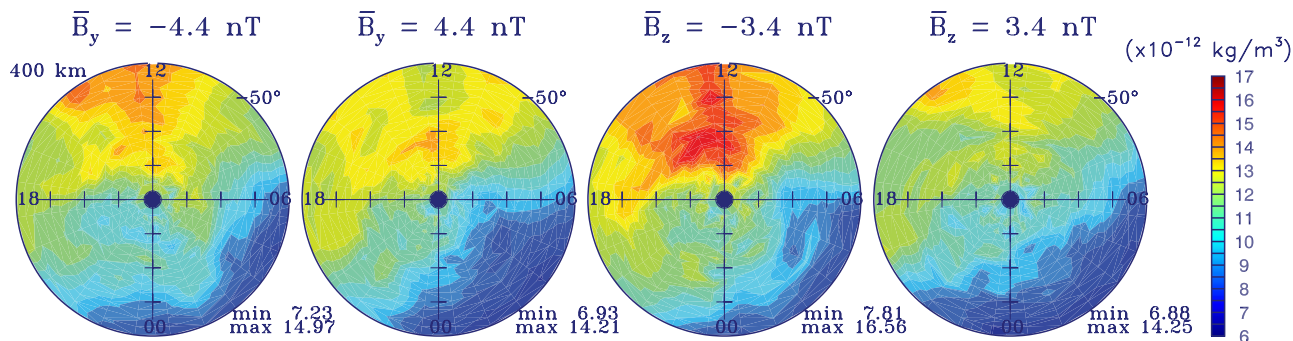 B̅y = −4.4 nT
B̅y = 4.4 nT
B̅z = −3.4 nT
B̅z = 3.4 nT
(x10⁻¹² kg/m³)
400 km
12
−50°
18
06
00
min 7.23
max 14.97
12
−50°
18
06
00
min 6.93
max 14.21
12
−50°
18
06
00
min 7.81
max 16.56
12
−50°
18
06
00
min 6.88
max 14.25
17
16
15
14
13
12
11
10
9
8
7
6